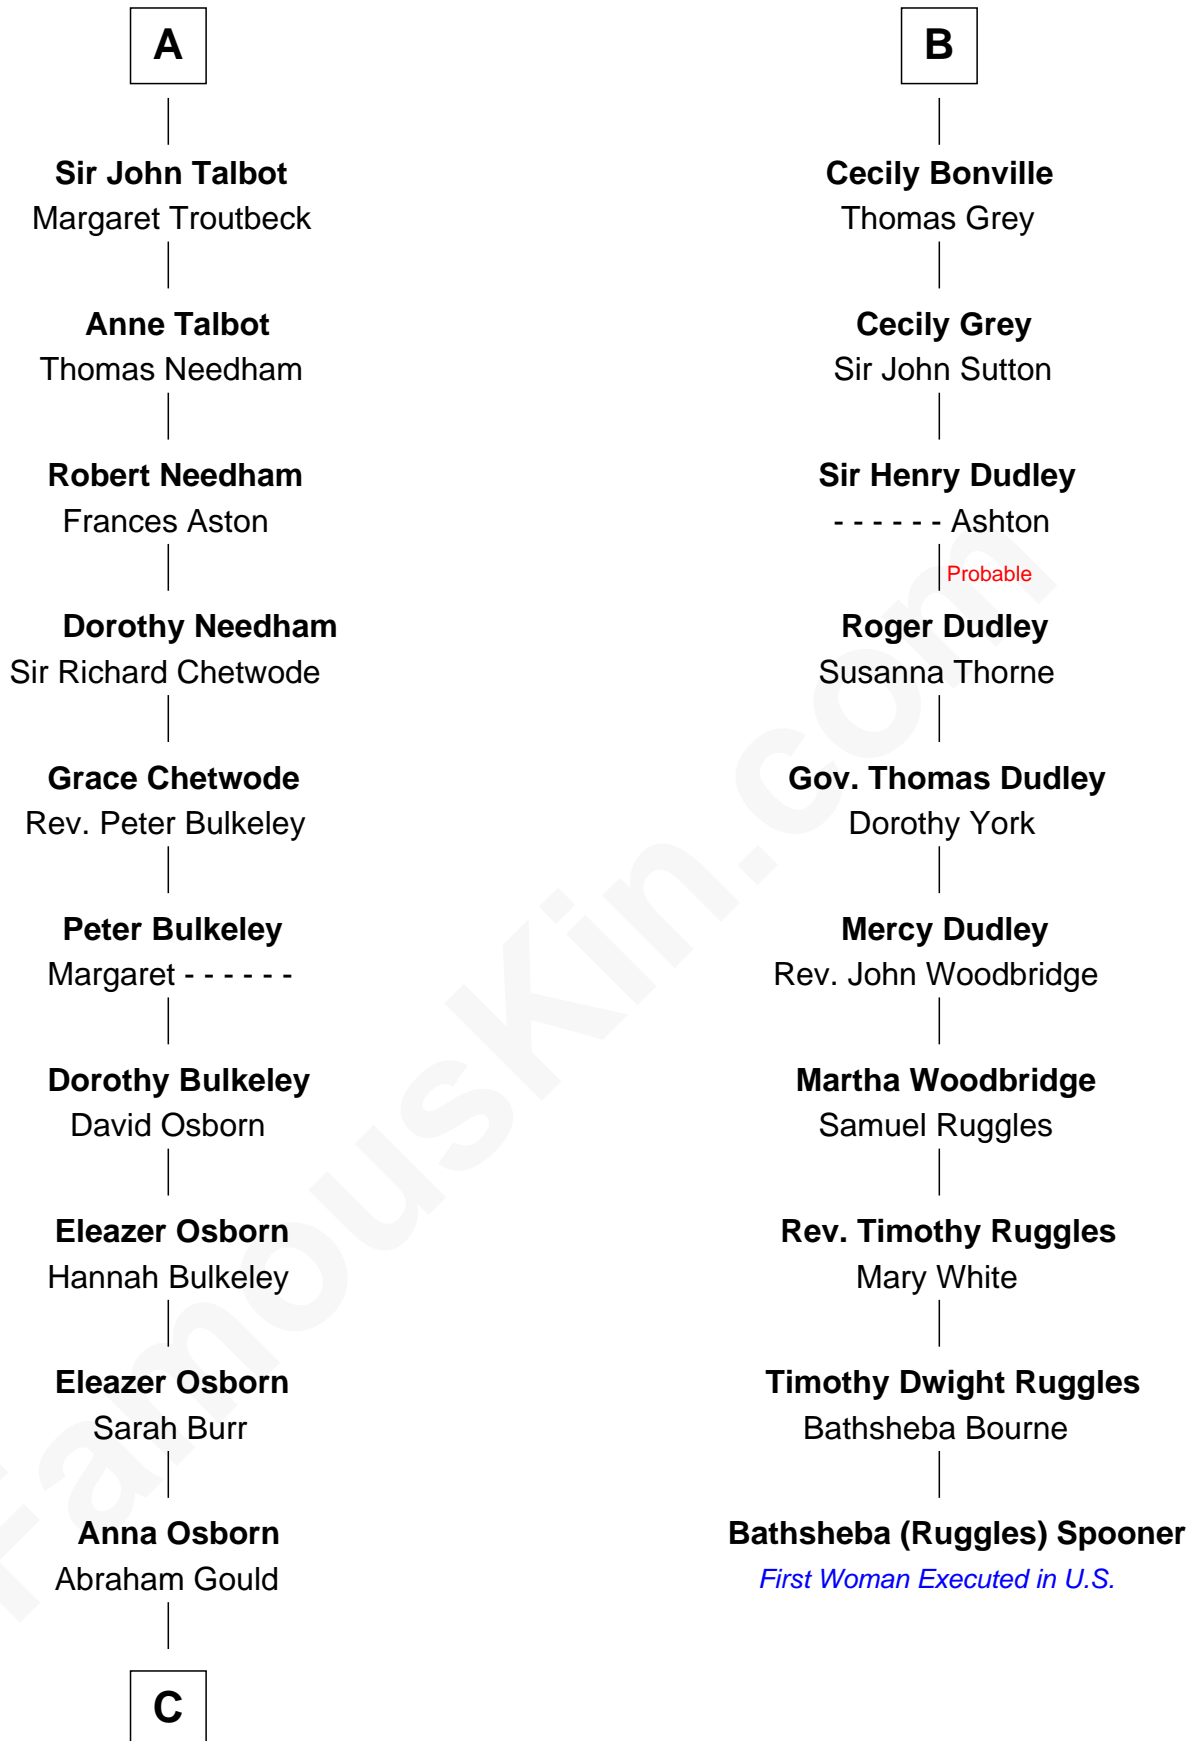 A
Sir John Talbot
Margaret Troutbeck
Anne Talbot
Thomas Needham
Robert Needham
Frances Aston
Dorothy Needham
Sir Richard Chetwode
Grace Chetwode
Rev. Peter Bulkeley
Peter Bulkeley
Margaret - - - - - -
Dorothy Bulkeley
David Osborn
Eleazer Osborn
Hannah Bulkeley
Eleazer Osborn
Sarah Burr
Anna Osborn
Abraham Gould
C
B
Cecily Bonville
Thomas Grey
Cecily Grey
Sir John Sutton
Sir Henry Dudley
- - - - - - Ashton
Probable
Roger Dudley
Susanna Thorne
Gov. Thomas Dudley
Dorothy York
Mercy Dudley
Rev. John Woodbridge
Martha Woodbridge
Samuel Ruggles
Rev. Timothy Ruggles
Mary White
Timothy Dwight Ruggles
Bathsheba Bourne
Bathsheba (Ruggles) Spooner
First Woman Executed in U.S.
FamousKin.com